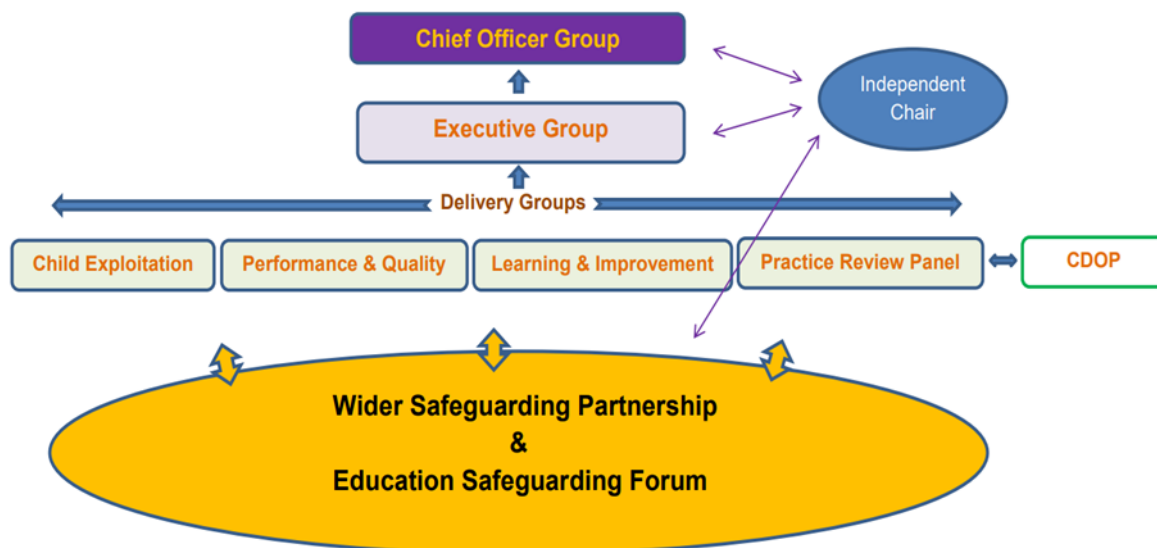 Chief Officer Group
Independent
Chair
Executive Group
Delivery Groups
Child Exploitation
Performance & Quality
Learning & Improvement
Practice Review Panel
CDOP
Wider Safeguarding Partnership
&
Education Safeguarding Forum